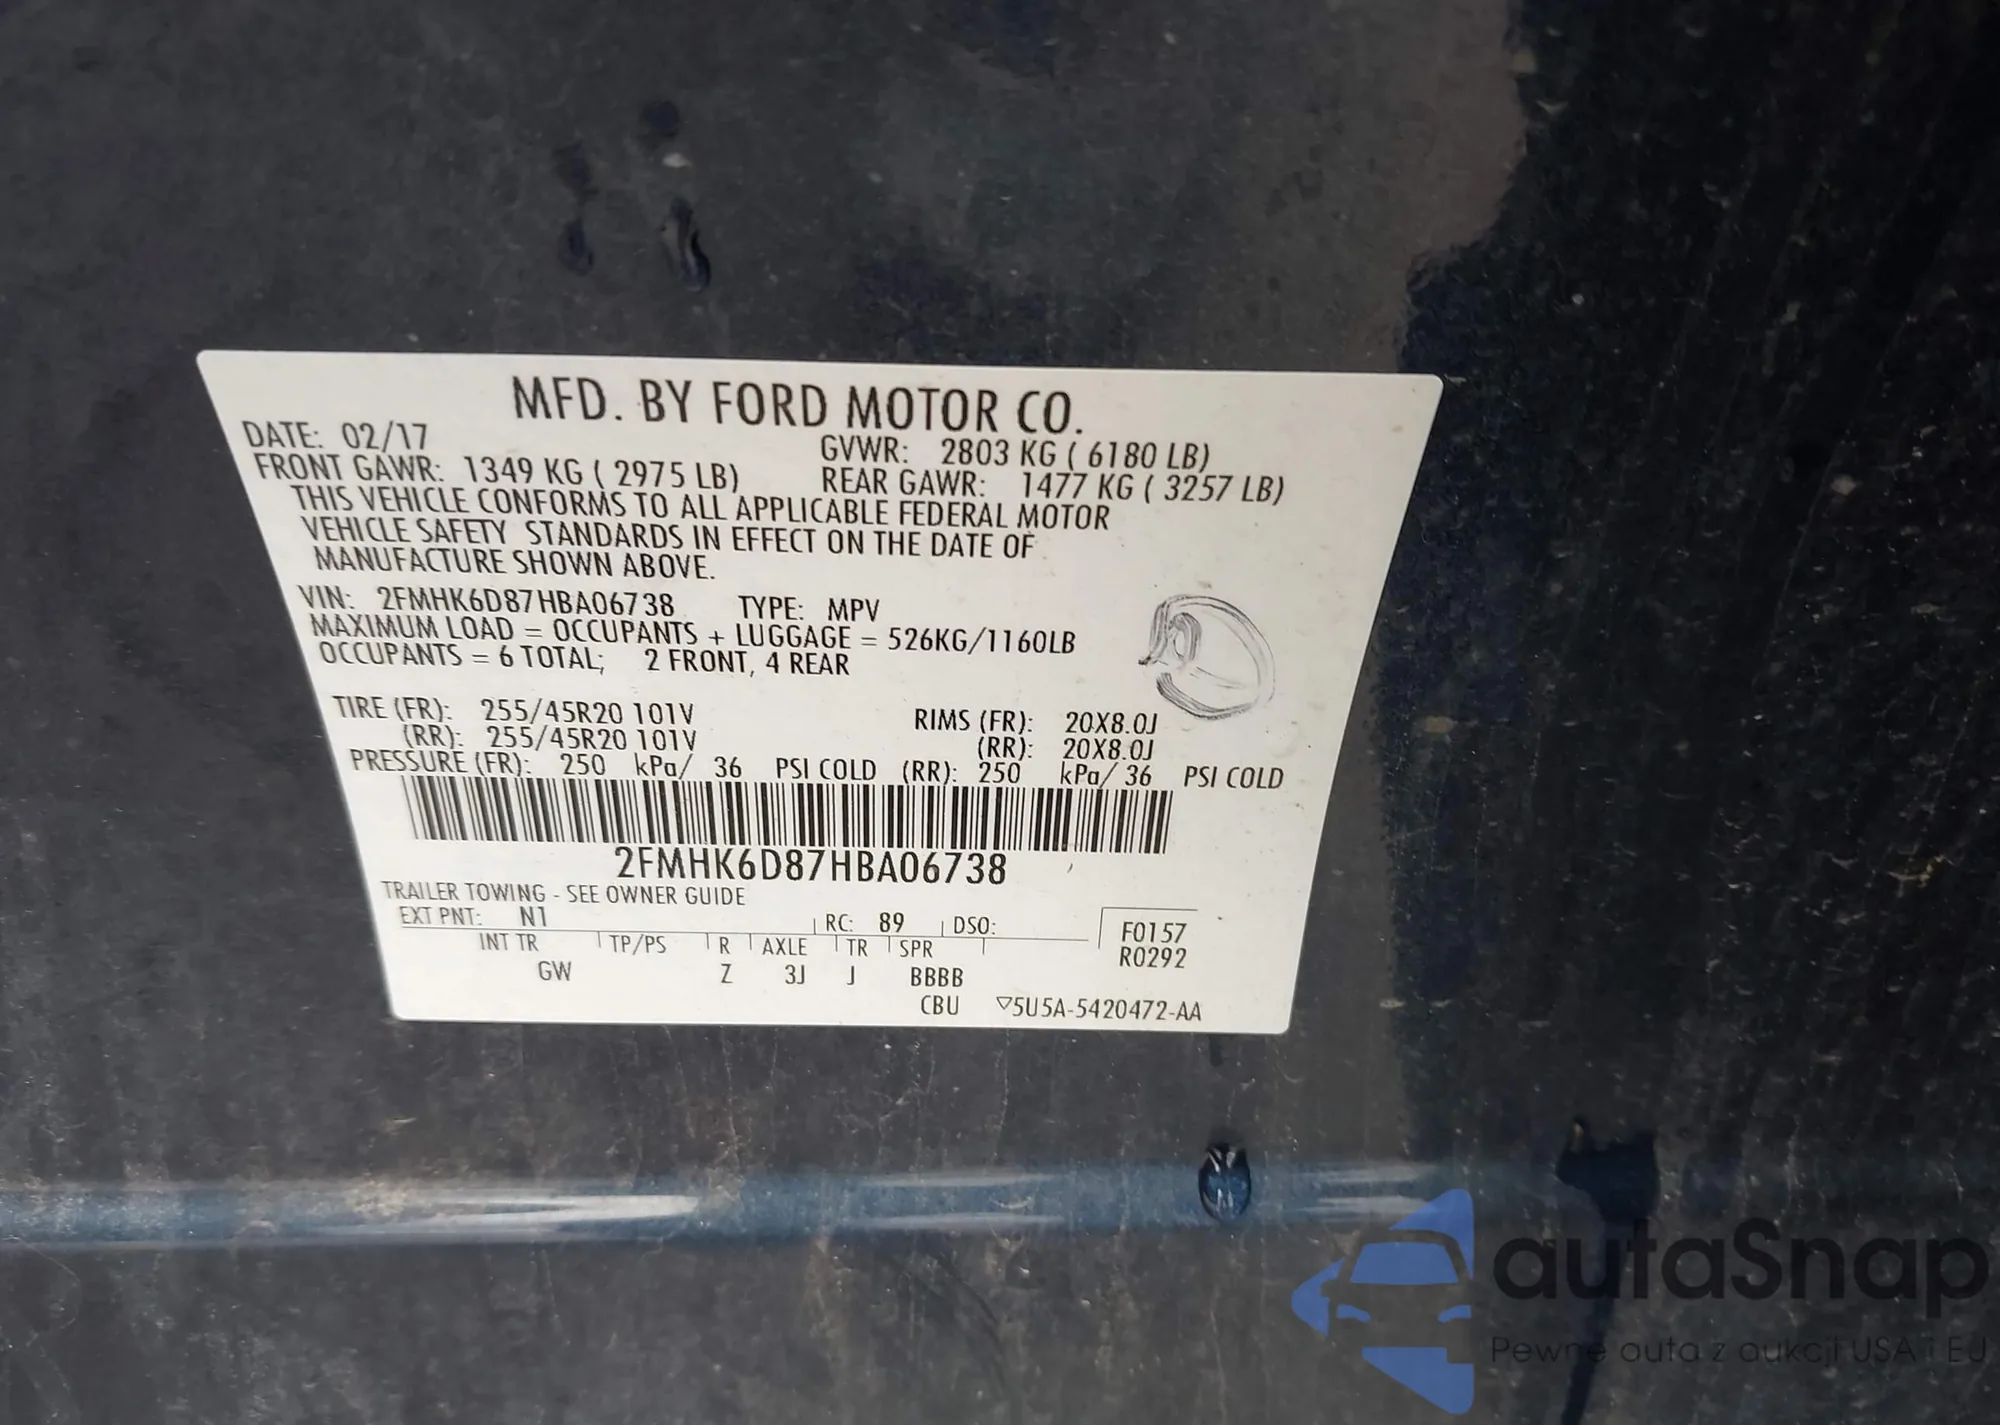 MFD. BY FORD MOTOR CO.
DATE: 02/17 GVWR: 2803 KG ( 6180 LB)
FRONT GAWR: 1349 KG ( 2975 LB) REAR GAWR: 1477 KG ( 3257 LB)
THIS VEHICLE CONFORMS TO ALL APPLICABLE FEDERAL MOTOR
VEHICLE SAFETY STANDARDS IN EFFECT ON THE DATE OF
MANUFACTURE SHOWN ABOVE.
VIN: 2FMHK6D87HBA06738 TYPE: MPV
MAXIMUM LOAD = OCCUPANTS + LUGGAGE = 526KG/1160LB
OCCUPANTS = 6 TOTAL; 2 FRONT, 4 REAR
TIRE (FR): 255/45R20 101V RIMS (FR): 20X8.0J
(RR): 255/45R20 101V (RR): 20X8.0J
PRESSURE (FR): 250 kPa/ 36 PSI COLD (RR): 250 kPa/ 36 PSI COLD
2FMHK6D87HBA06738
TRAILER TOWING - SEE OWNER GUIDE
EXT PNT: N1 RC: 89 DSO: F0157
INT TR TP/PS R AXLE TR SPR R0292
GW Z 3J J BBBB
CBU ▽5U5A-5420472-AA
autaSnap
Pewne auta z aukcji USA i EU